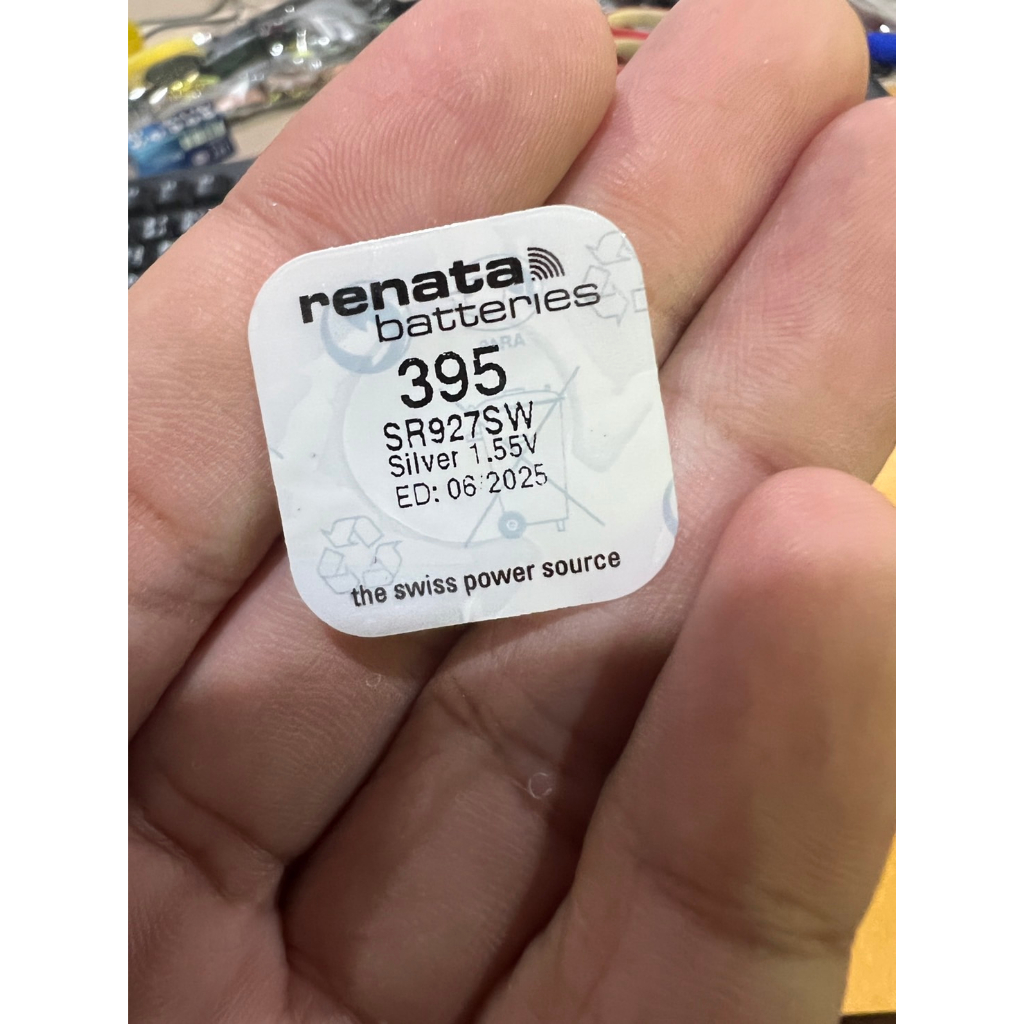 renata
batteries
395
SR927SW
Silver 1.55V
ED: 06 2025
the swiss power source